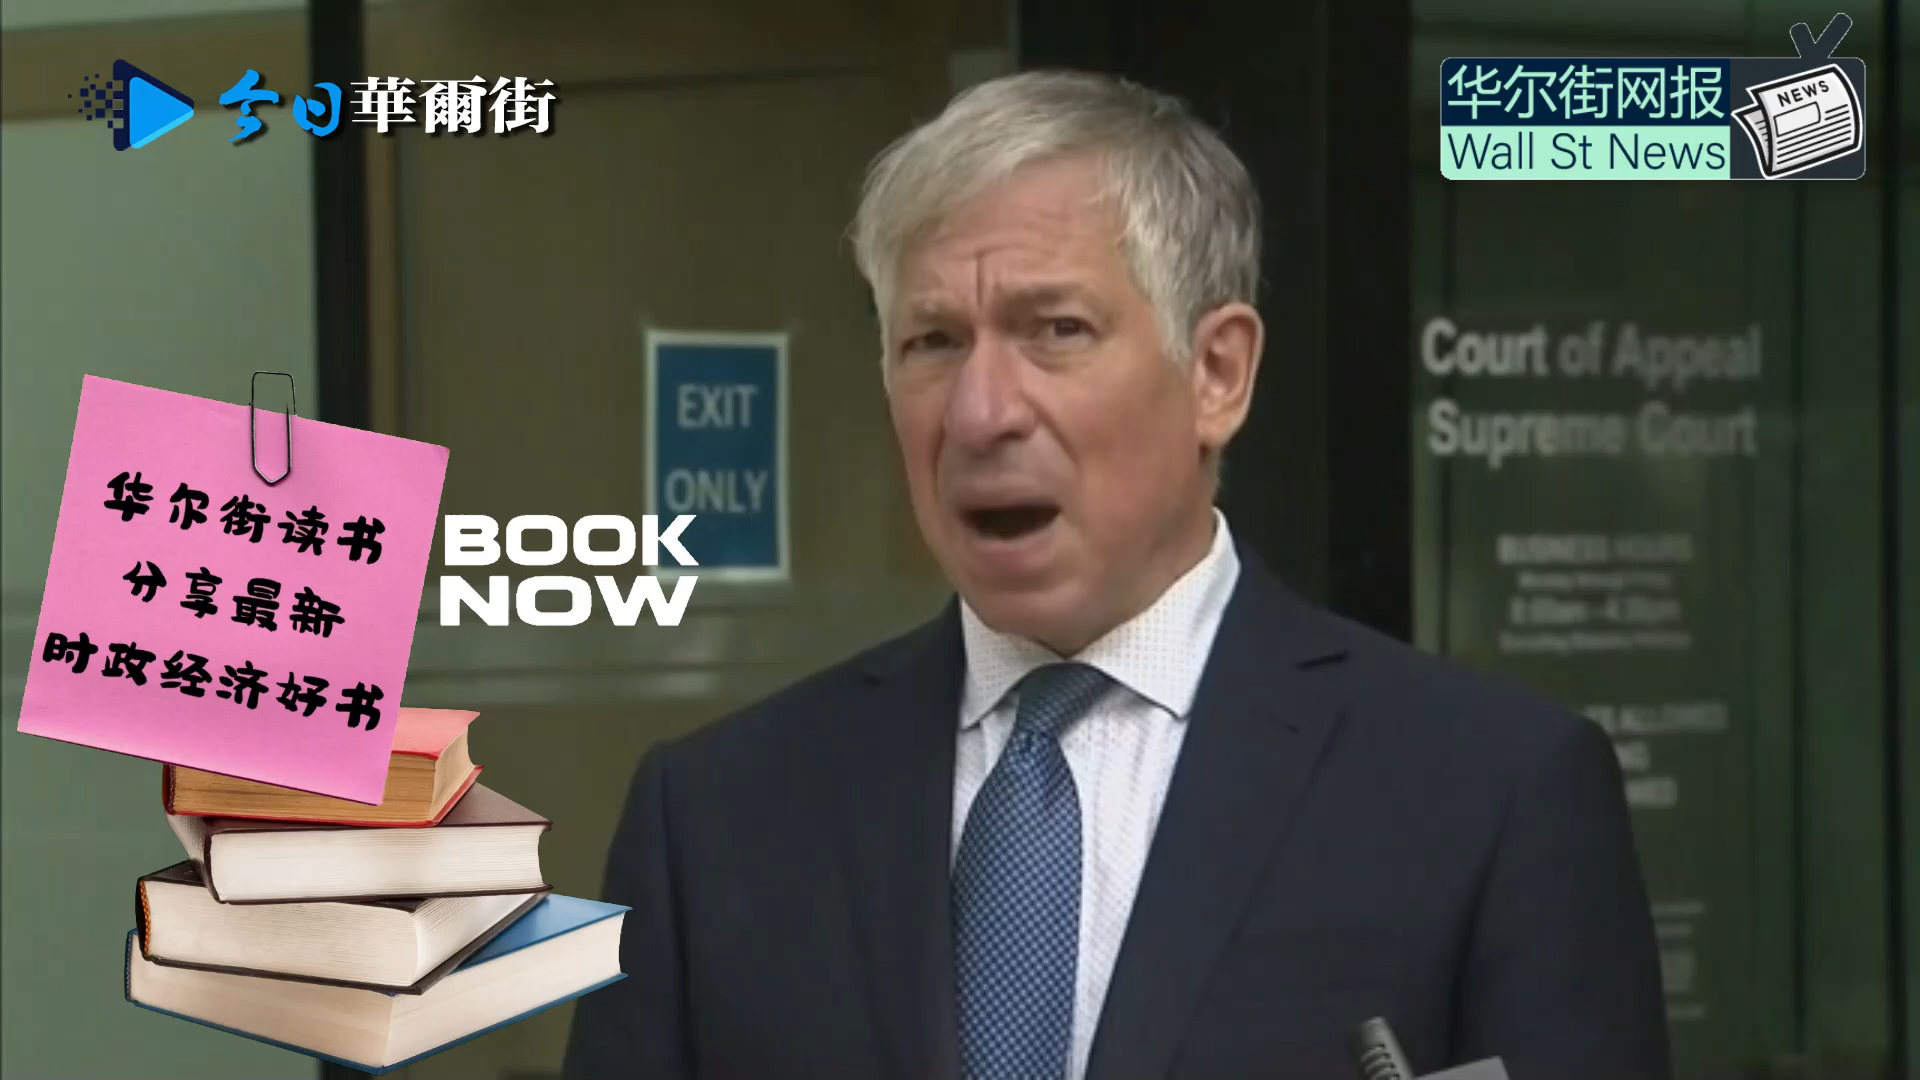 今日華爾街
华尔街网报
Wall St News
NEWS
EXIT
ONLY
Court of Appeal
Supreme Court
BUSINESS HOURS
华尔街读书
分享最新
时政经济好书
BOOK
NOW